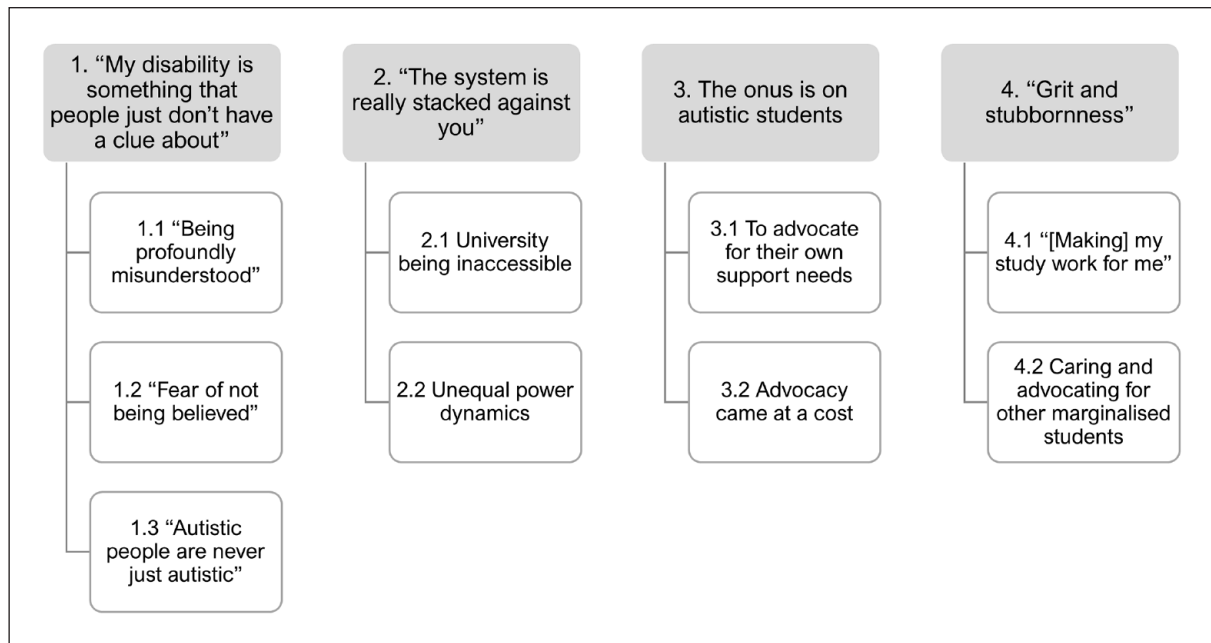 1. “My disability is
something that
people just don’t have
a clue about”
1.1 “Being
profoundly
misunderstood”
1.2 “Fear of not
being believed”
1.3 “Autistic
people are never
just autistic”
2. “The system is
really stacked against
you”
2.1 University
being inaccessible
2.2 Unequal power
dynamics
3. The onus is on
autistic students
3.1 To advocate
for their own
support needs
3.2 Advocacy
came at a cost
4. “Grit and
stubbornness”
4.1 “[Making] my
study work for me”
4.2 Caring and
advocating for
other marginalised
students